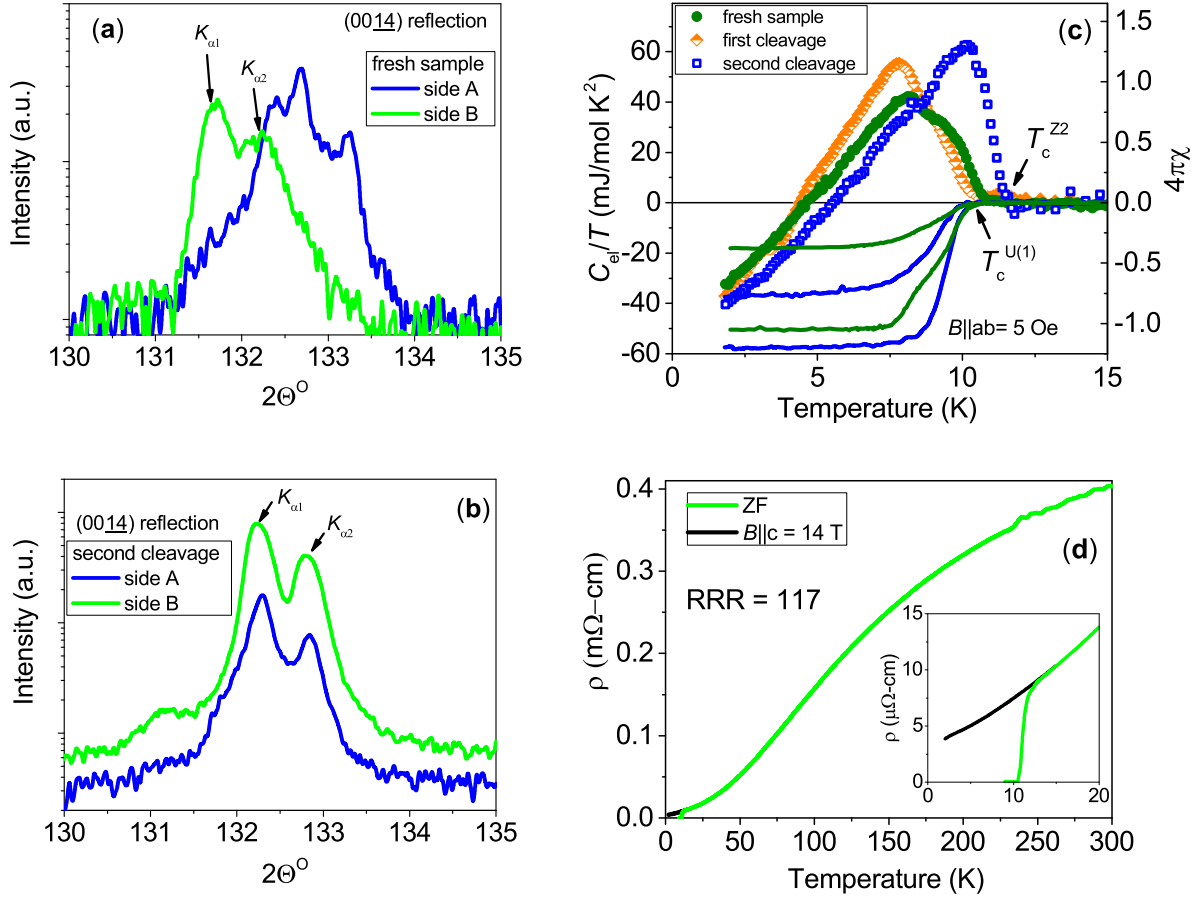 (a)
(0014) reflection
Kα1
Kα2
fresh sample
side A
side B
Intensity (a.u.)
130 131 132 133 134 135
2Θ^O
(c)
fresh sample
first cleavage
second cleavage
C_el/T (mJ/mol K²)
60
40
20
0
-20
-40
-60
1.5
1.0
0.5
0.0
-0.5
-1.0
4πχ
T_c^Z2
T_c^U(1)
B||ab= 5 Oe
0 5 10 15
Temperature (K)
(b)
(0014) reflection
Kα1
Kα2
second cleavage
side A
side B
Intensity (a.u.)
130 131 132 133 134 135
2Θ^O
(d)
ZF
B||c = 14 T
RRR = 117
ρ (mΩ–cm)
0.4
0.3
0.2
0.1
0.0
0 50 100 150 200 250 300
Temperature (K)
ρ (μΩ-cm)
15
10
5
0
0 10 20